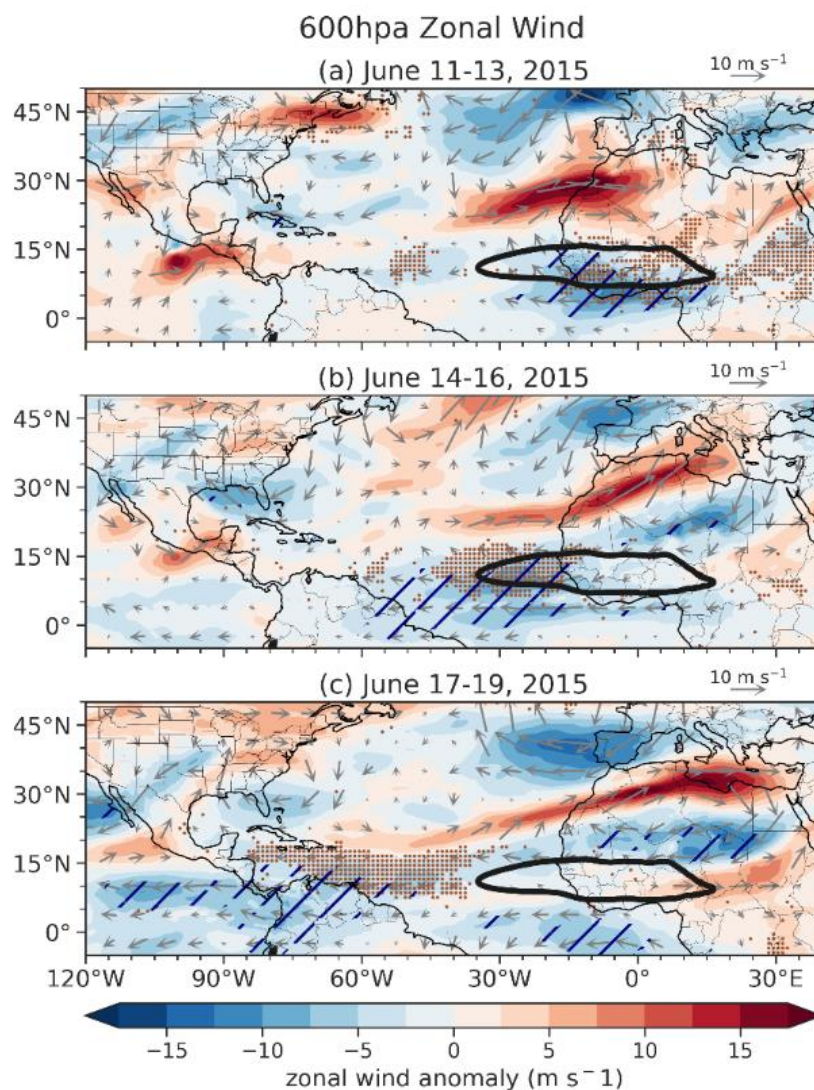 600hpa Zonal Wind
(a) June 11-13, 2015
10 m s⁻¹
45°N
30°N
15°N
0°
(b) June 14-16, 2015
10 m s⁻¹
45°N
30°N
15°N
0°
(c) June 17-19, 2015
10 m s⁻¹
45°N
30°N
15°N
0°
120°W 90°W 60°W 30°W 0° 30°E
−15 −10 −5 0 5 10 15
zonal wind anomaly (m s−1)